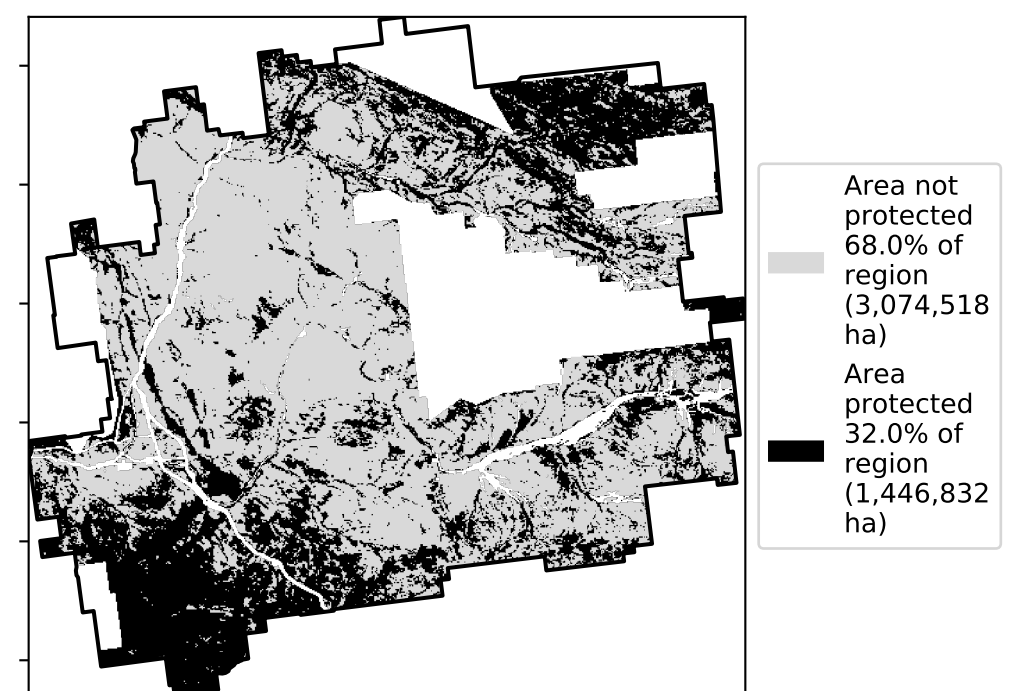 Area not
protected
68.0% of
region
(3,074,518
ha)
Area
protected
32.0% of
region
(1,446,832
ha)